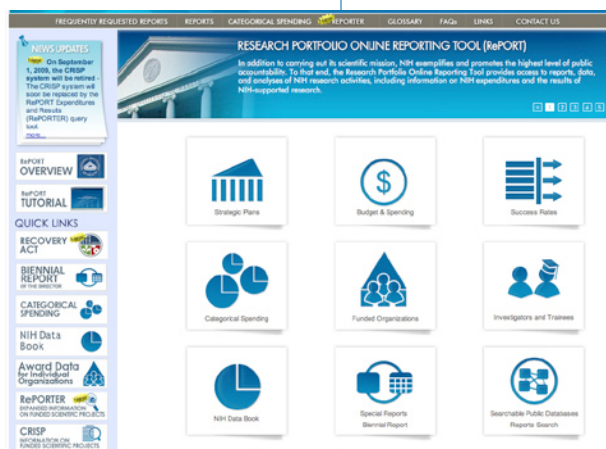 FREQUENTLY REQUESTED REPORTS REPORTS CATEGORICAL SPENDING REPORTER GLOSSARY FAQs LINKS CONTACT US
NEWS UPDATES
On September
1, 2009, the CRISP
system will be retired -
The CRISP system will
soon be replaced by the
RePORT Expenditures
and Results
(RePORTER) query
tool.
more...
RESEARCH PORTFOLIO ONLINE REPORTING TOOL (RePORT)
In addition to carrying out its scientific mission, NIH exemplifies and promotes the highest level of public
accountability. To that end, the Research Portfolio Online Reporting Tool provides access to reports, data,
and analyses of NIH research activities, including information on NIH expenditures and the results of
NIH-supported research.
1 2 3 4 5
RePORT
OVERVIEW
RePORT
TUTORIAL
QUICK LINKS
RECOVERY
ACT
BIENNIAL
REPORT
OF THE DIRECTOR
CATEGORICAL
SPENDING
NIH Data
Book
Award Data
for Individual
Organizations
RePORTER
EXPANDED INFORMATION
ON FUNDED SCIENTIFIC PROJECTS
CRISP
INFORMATION ON
FUNDED SCIENTIFIC PROJECTS
Strategic Plans
$
Budget & Spending
Success Rates
Categorical Spending
Funded Organizations
Investigators and Trainees
NIH Data Book
Special Reports
Biennial Report
Searchable Public Databases
Reports Search